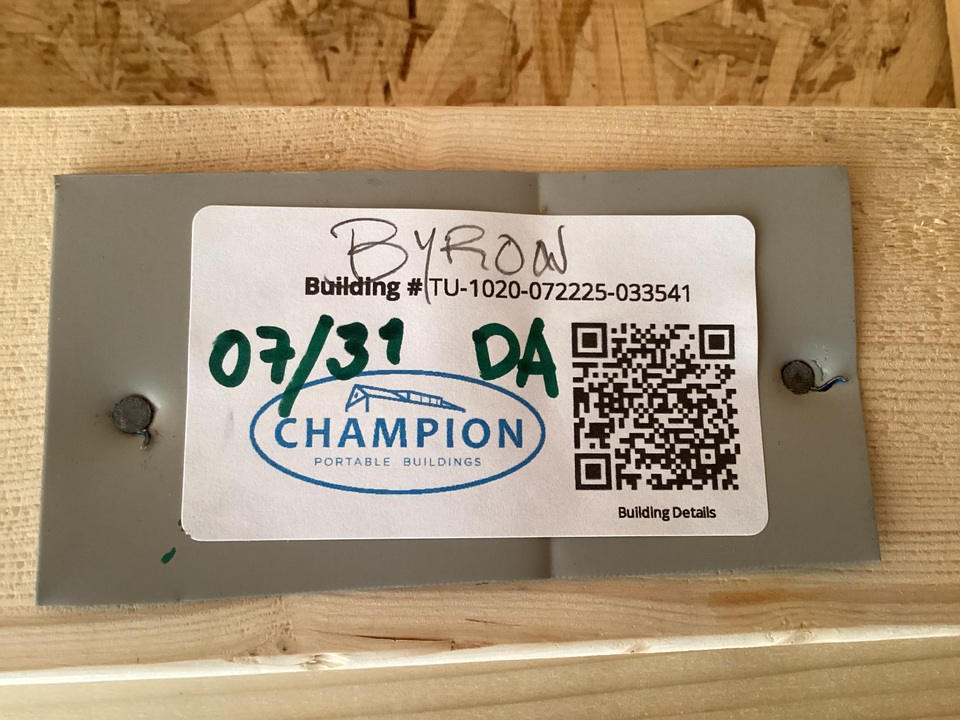 BYRON
Building # TU-1020-072225-033541
07/31 DA
CHAMPION
PORTABLE BUILDINGS
Building Details